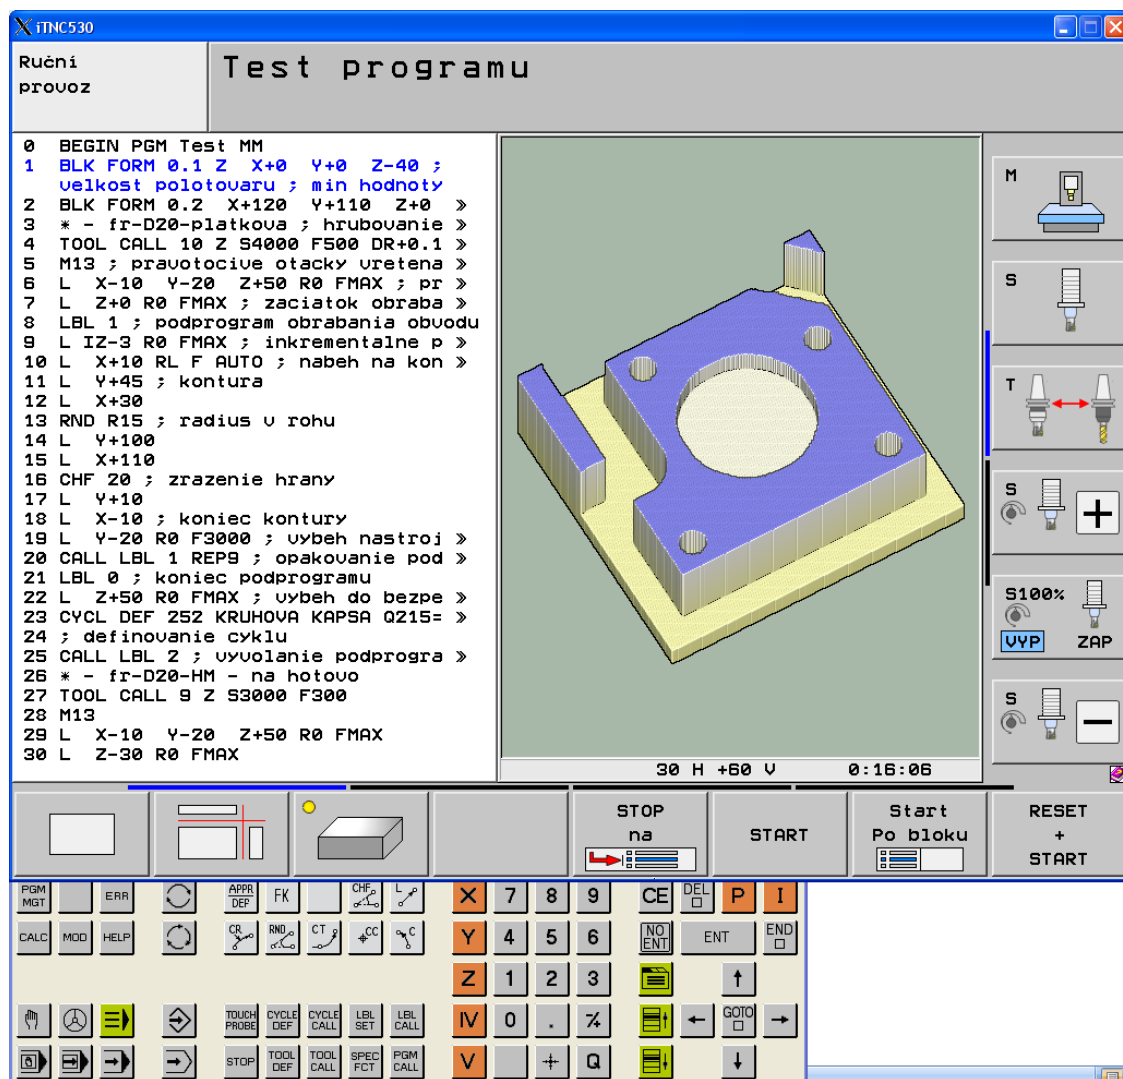 iTNC530
Ruční
provoz
Test programu
0 BEGIN PGM Test MM
1 BLK FORM 0.1 Z X+0 Y+0 Z-40 ;
velkost polotovaru ; min hodnoty
2 BLK FORM 0.2 X+120 Y+110 Z+0 »
3 * - fr-D20-platkova ; hrubovanie »
4 TOOL CALL 10 Z S4000 F500 DR+0.1 »
5 M13 ; pravotocive otacky vretena »
6 L X-10 Y-20 Z+50 R0 FMAX ; pr »
7 L Z+0 R0 FMAX ; zaciatok obraba »
8 LBL 1 ; podprogram obrabania obvodu
9 L IZ-3 R0 FMAX ; inkrementalne p »
10 L X+10 RL F AUTO ; nabeh na kon »
11 L Y+45 ; kontura
12 L X+30
13 RND R15 ; radius v rohu
14 L Y+100
15 L X+110
16 CHF 20 ; zrazenie hrany
17 L Y+10
18 L X-10 ; koniec kontury
19 L Y-20 R0 F3000 ; vybeh nastroj »
20 CALL LBL 1 REP9 ; opakovanie pod »
21 LBL 0 ; koniec podprogramu
22 L Z+50 R0 FMAX ; vybeh do bezpe »
23 CYCL DEF 252 KRUHOVA KAPSA Q215= »
24 ; definovanie cyklu
25 CALL LBL 2 ; vyvolanie podprogra »
26 * - fr-D20-HM - na hotovo
27 TOOL CALL 9 Z S3000 F300
28 M13
29 L X-10 Y-20 Z+50 R0 FMAX
30 L Z-30 R0 FMAX
30 H +60 V 0:16:06
M
S
T
S
+
S100%
VYP ZAP
S
−
STOP
na
START
Start
Po bloku
RESET
+
START
PGM
MGT
ERR
APPR
DEP
FK
CHF
L
X 7 8 9
CE
DEL
P I
CALC MOD HELP
CR
RND
CT
CC
C
Y 4 5 6
NO
ENT
ENT
END
Z 1 2 3
↑
TOUCH
PROBE
CYCL
DEF
CYCL
CALL
LBL
SET
LBL
CALL
IV 0 . 7⁄+
←
GOTO
→
STOP
TOOL
DEF
TOOL
CALL
SPEC
FCT
PGM
CALL
V
Q
↓